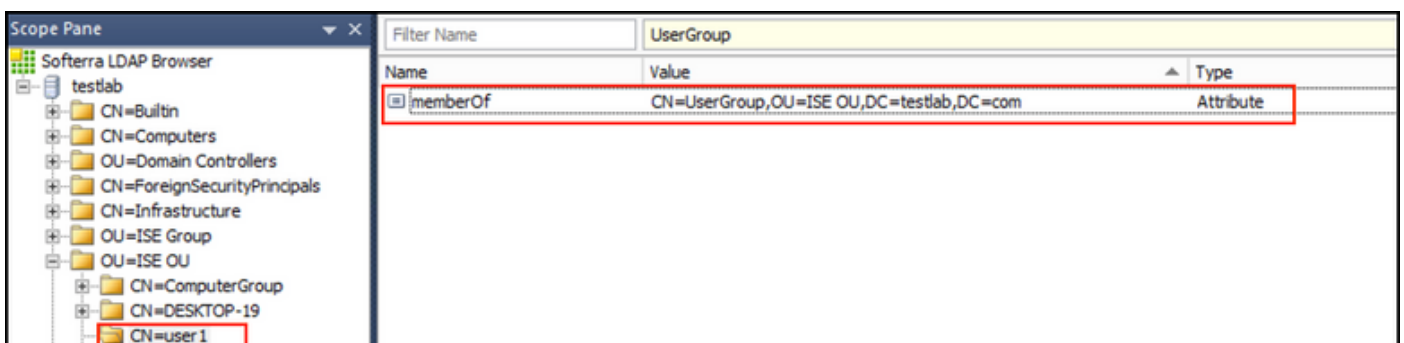 Scope Pane
Softerra LDAP Browser
testlab
CN=Builtin
CN=Computers
OU=Domain Controllers
CN=ForeignSecurityPrincipals
CN=Infrastructure
OU=ISE Group
OU=ISE OU
CN=ComputerGroup
CN=DESKTOP-19
CN=user1
Filter Name UserGroup
Name Value Type
memberOf CN=UserGroup,OU=ISE OU,DC=testlab,DC=com Attribute